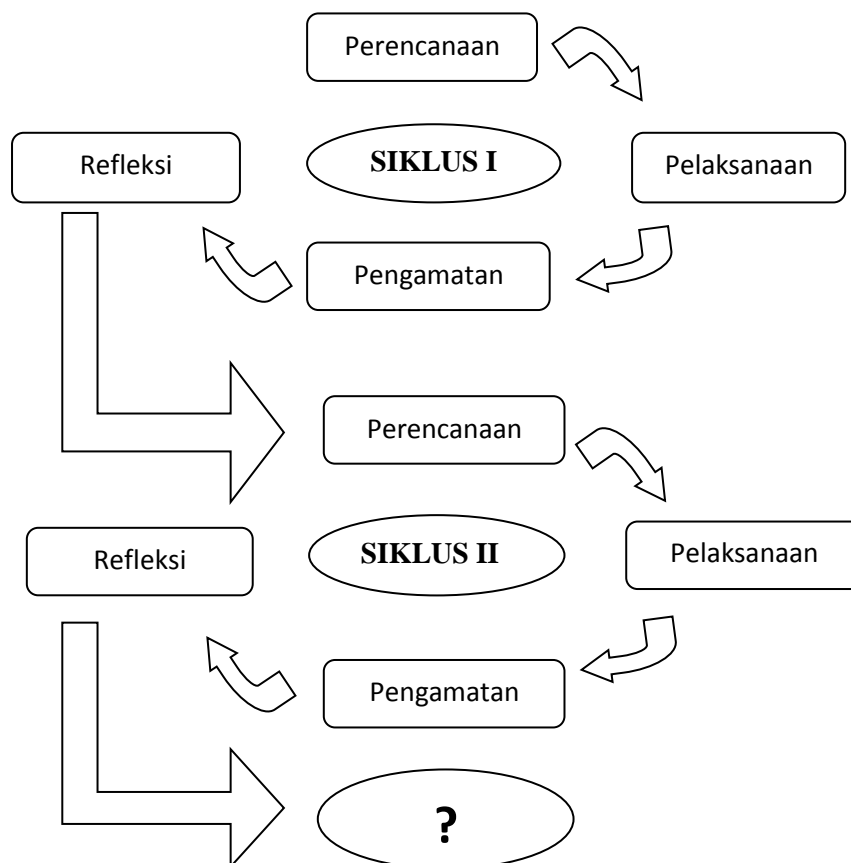 Perencanaan
Refleksi
SIKLUS I
Pelaksanaan
Pengamatan
Perencanaan
Refleksi
SIKLUS II
Pelaksanaan
Pengamatan
?